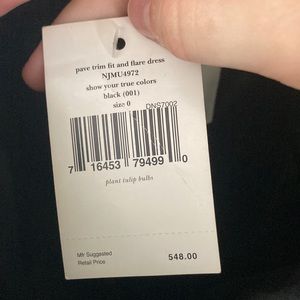 pave trim fit and flare dress
NJMU4972
show your true colors
black (001)
size 0
DNS7002
7 16453 79499 0
plant tulip bulbs
Mfr Suggested
Retail Price
548.00